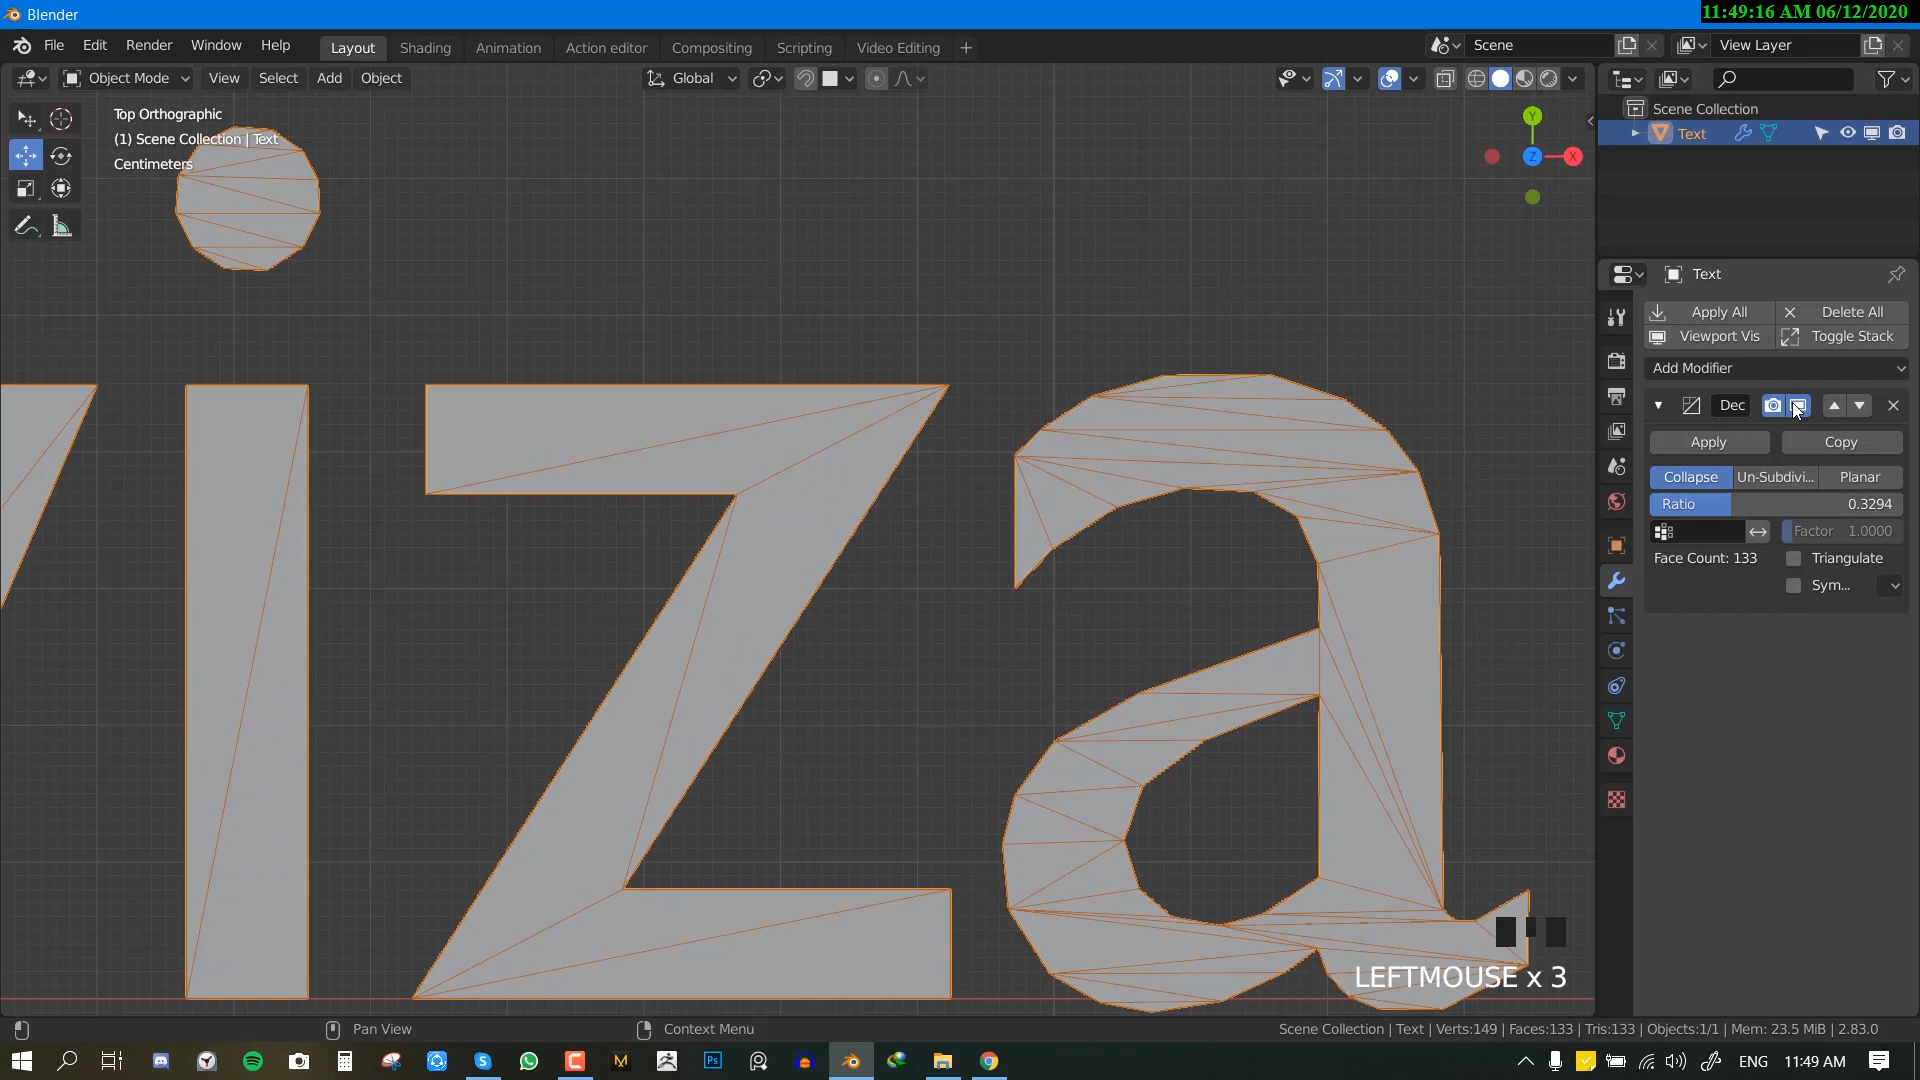 Blender
11:49:16 AM 06/12/2020
File Edit Render Window Help
Layout Shading Animation Action editor Compositing Scripting Video Editing +
Scene
View Layer
Object Mode View Select Add Object
Global
Top Orthographic
(1) Scene Collection | Text
Centimeters
Y
Z
X
Scene Collection
Text
Text
Apply All
Delete All
Viewport Vis
Toggle Stack
Add Modifier
Dec
Apply
Copy
Collapse Un-Subdivi... Planar
Ratio 0.3294
Factor 1.0000
Face Count: 133
Triangulate
Sym...
iza
LEFTMOUSE x 3
Pan View
Context Menu
Scene Collection | Text | Verts:149 | Faces:133 | Tris:133 | Objects:1/1 | Mem: 23.5 MiB | 2.83.0
Ps
ENG 11:49 AM